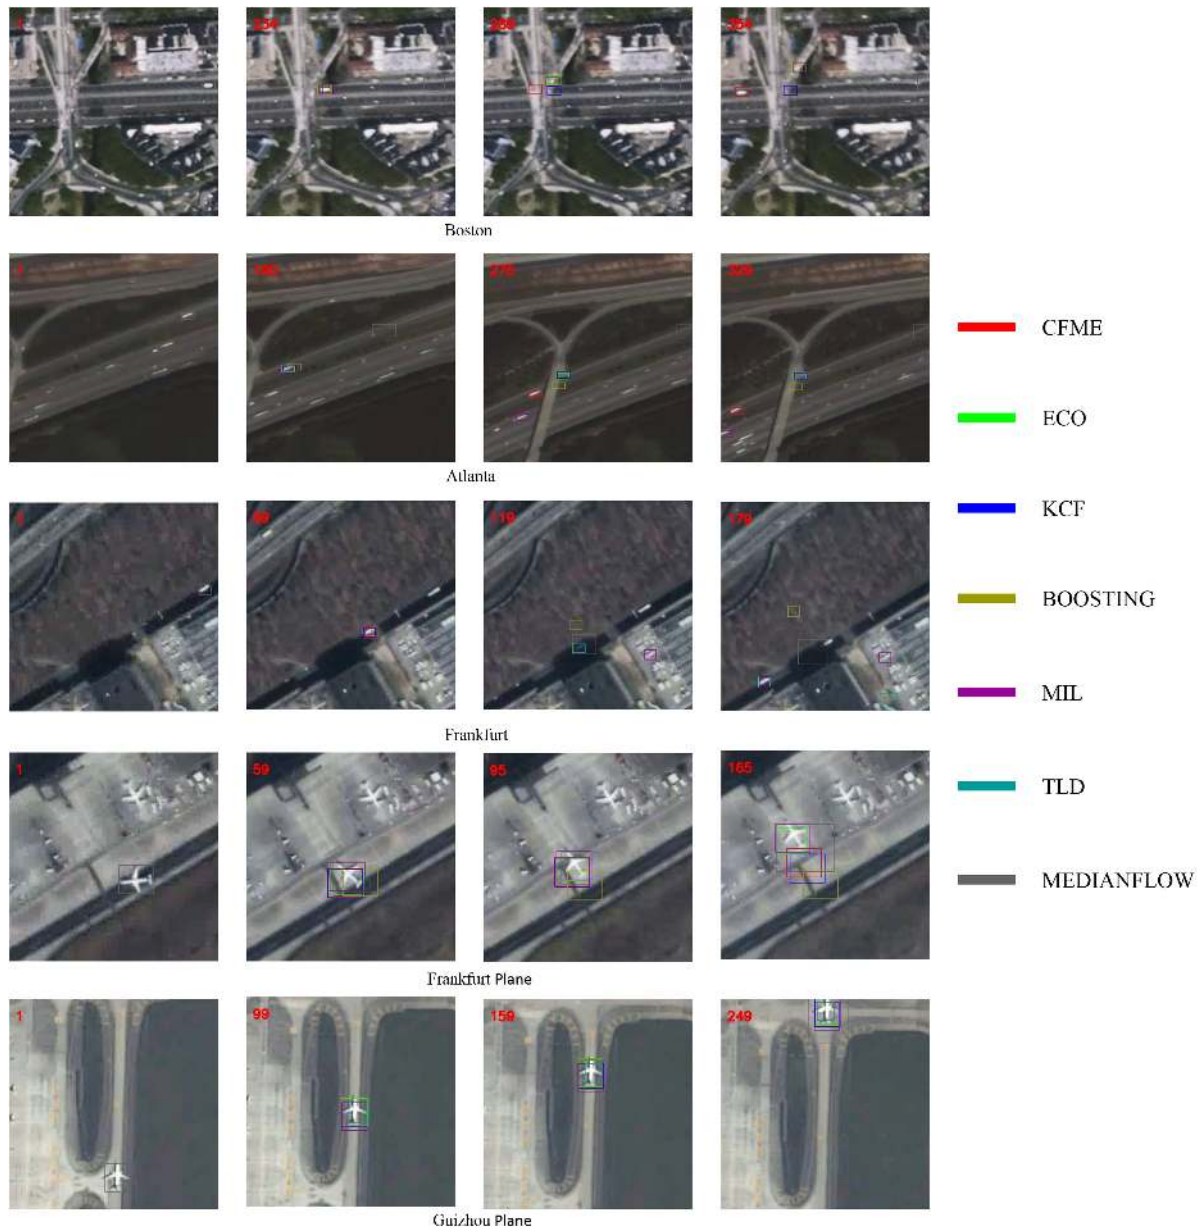 1
Boston
1
Atlanta
CFME
ECO
KCF
BOOSTING
MIL
TLD
MEDIANFLOW
119
179
Frankfurt
1
59
95
165
Frankfurt Plane
1
99
159
249
Guizhou Plane